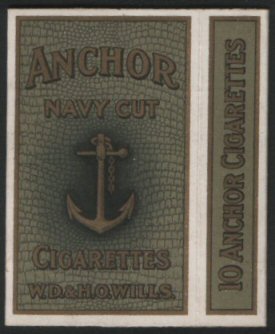 ANCHOR
NAVY CUT
CIGARETTES
W.D.& H.O.WILLS.
10 ANCHOR CIGARETTES